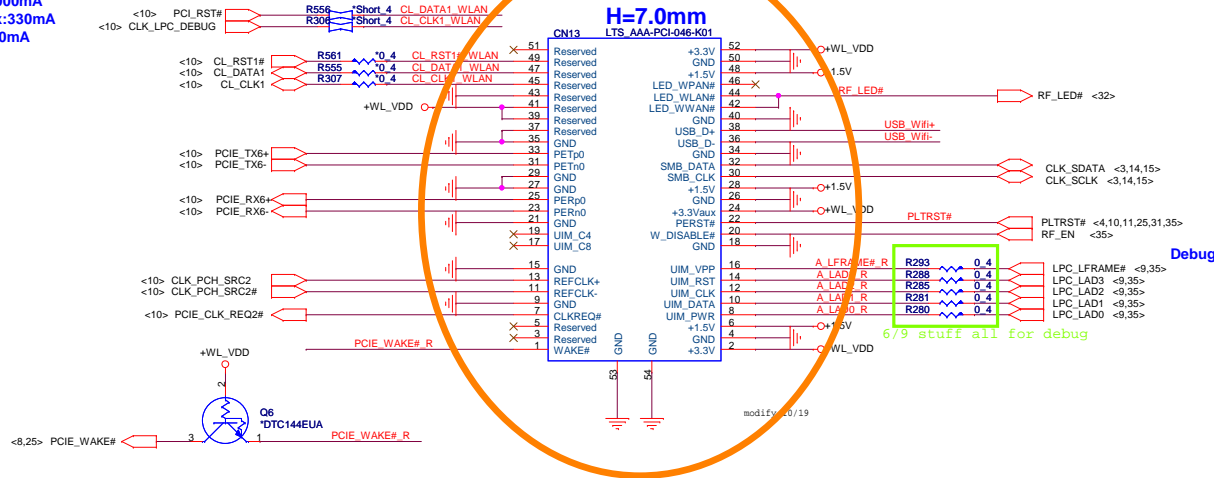 000mA
x:330mA
0mA
H=7.0mm
CN13 LTS_AAA-PCI-046-K01
<10> PCI_RST# R556 *Short_4 CL_DATA1_WLAN
<10> CLK_LPC_DEBUG R306 *Short_4 CL_CLK1_WLAN
<10> CL_RST1# R561 *0_4 CL_RST1#_WLAN
<10> CL_DATA1 R555 *0_4 CL_DATA1_WLAN
<10> CL_CLK1 R307 *0_4 CL_CLK1_WLAN
+WL_VDD
<10> PCIE_TX6+
<10> PCIE_TX6-
<10> PCIE_RX6+
<10> PCIE_RX6-
<10> CLK_PCH_SRC2
<10> CLK_PCH_SRC2#
<10> PCIE_CLK_REQ2#
PCIE_WAKE#_R
51 Reserved
49 Reserved
47 Reserved
45 Reserved
43 Reserved
41 Reserved
39 Reserved
37 Reserved
35 GND
33 PETp0
31 PETn0
29 GND
27 GND
25 PERp0
23 PERn0
21 GND
19 UIM_C4
17 UIM_C8
15 GND
13 REFCLK+
11 REFCLK-
9 GND
7 CLKREQ#
5 Reserved
3 Reserved
1 WAKE#
+3.3V 52 +WL_VDD
GND 50
+1.5V 48 +1.5V
LED_WPAN# 46
LED_WLAN# 44 RF_LED# RF_LED# <32>
LED_WWAN# 42
GND 40
USB_D+ 38 USB_Wifi+
USB_D- 36 USB_Wifi-
GND 34
SMB_DATA 32 CLK_SDATA <3,14,15>
SMB_CLK 30 CLK_SCLK <3,14,15>
+1.5V 28 +1.5V
GND 26
+3.3Vaux 24 +WL_VDD
PERST# 22 PLTRST# PLTRST# <4,10,11,25,31,35>
W_DISABLE# 20 RF_EN <35>
GND 18
Debug
UIM_VPP 16 A_LFRAME#_R R293 0_4 LPC_LFRAME# <9,35>
UIM_RST 14 A_LAD3_R R288 0_4 LPC_LAD3 <9,35>
UIM_CLK 12 A_LAD2_R R285 0_4 LPC_LAD2 <9,35>
UIM_DATA 10 A_LAD1_R R281 0_4 LPC_LAD1 <9,35>
UIM_PWR 8 A_LAD0_R R280 0_4 LPC_LAD0 <9,35>
+1.5V 6 +1.5V
GND 4
+3.3V 2 +WL_VDD
6/9 stuff all for debug
GND GND
53 54
modify 10/19
+WL_VDD
2
Q6
*DTC144EUA
<8,25> PCIE_WAKE# 3 1 PCIE_WAKE#_R